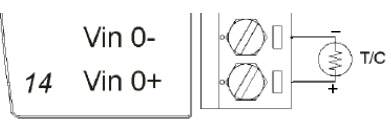 Vin 0-
14 Vin 0+
-
T/C
+